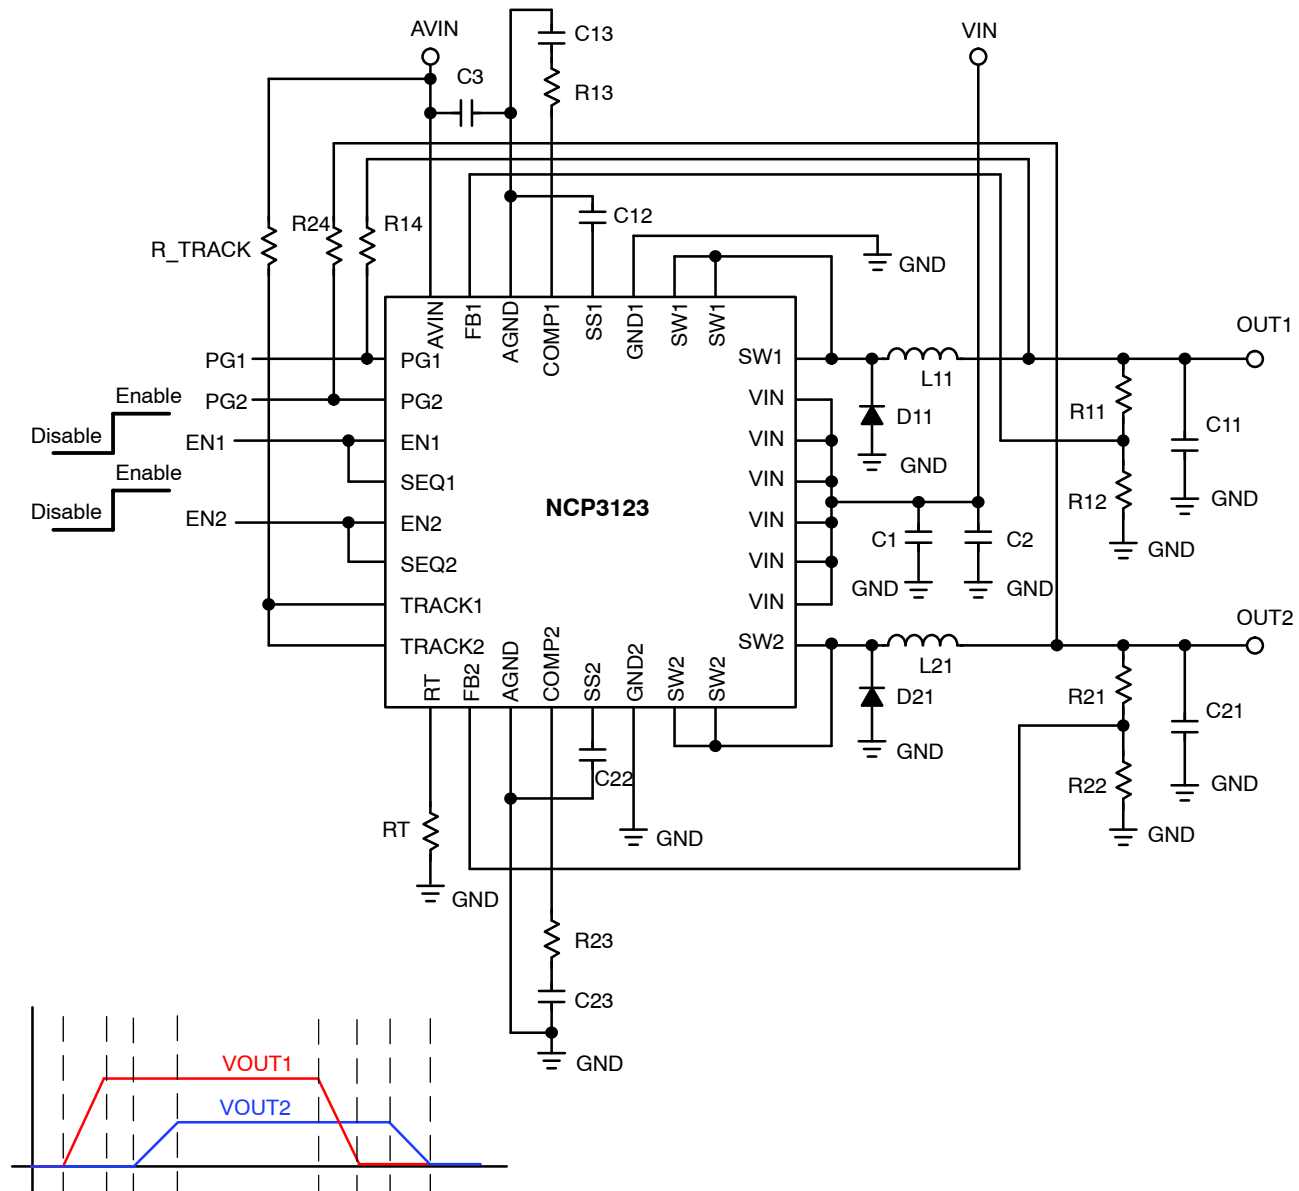 AVIN
C13
VIN
C3
R13
R24
R14
C12
R_TRACK
GND
OUT1
AVIN
FB1
AGND
COMP1
SS1
GND1
SW1
SW1
PG1
PG1
SW1
L11
Enable
PG2
PG2
VIN
D11
R11
C11
Disable
EN1
EN1
VIN
GND
Enable
SEQ1
VIN
R12
GND
Disable
EN2
EN2
NCP3123
VIN
C1
C2
GND
SEQ2
VIN
GND
GND
TRACK1
VIN
OUT2
TRACK2
SW2
L21
RT
FB2
AGND
COMP2
SS2
GND2
SW2
SW2
D21
R21
C21
GND
C22
R22
GND
RT
GND
GND
GND
R23
C23
GND
VOUT1
VOUT2